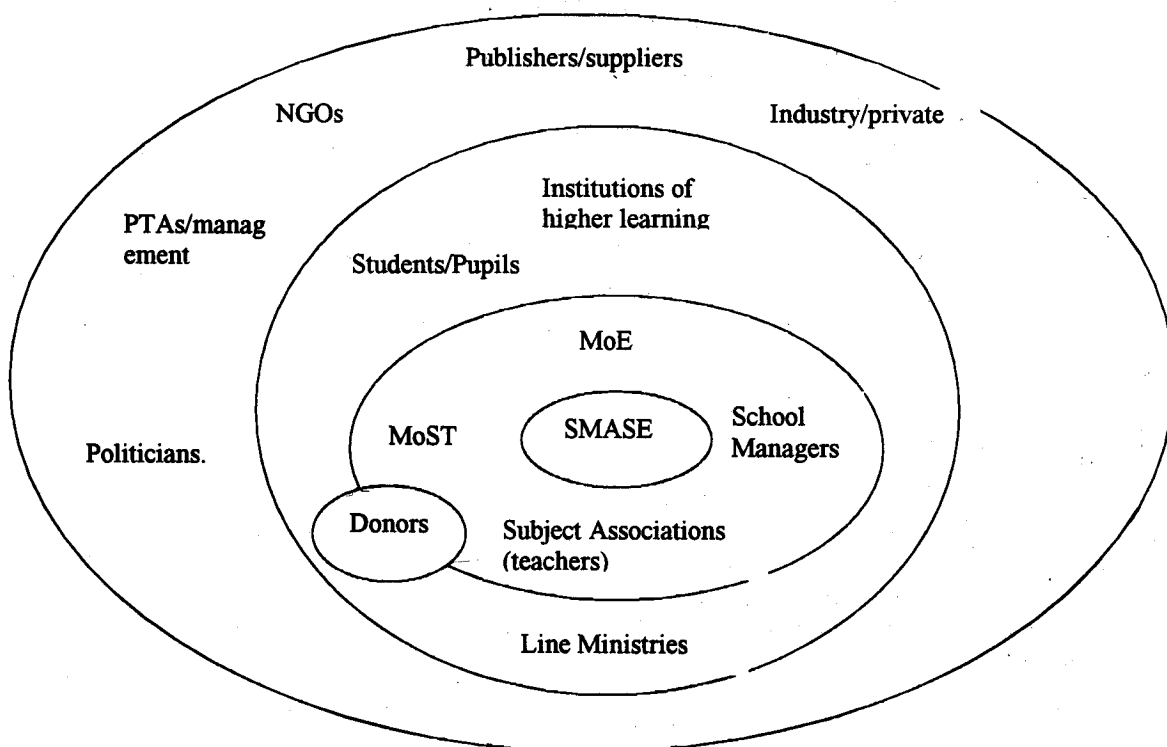 Publishers/suppliers
NGOs
Industry/private
Institutions of
higher learning
PTAs/manag
ement
Students/Pupils
MoE
SMASE
School
Managers
MoST
Politicians.
Donors
Subject Associations
(teachers)
Line Ministries